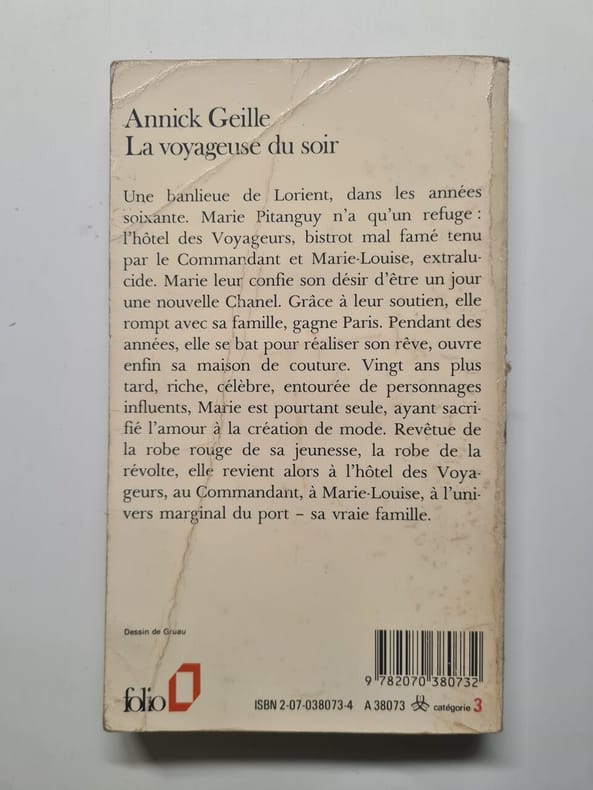 Annick Geille
La voyageuse du soir
Une banlieue de Lorient, dans les années
soixante. Marie Pitanguy n'a qu'un refuge :
l'hôtel des Voyageurs, bistrot mal famé tenu
par le Commandant et Marie-Louise, extralu-
cide. Marie leur confie son désir d'être un jour
une nouvelle Chanel. Grâce à leur soutien, elle
rompt avec sa famille, gagne Paris. Pendant des
années, elle se bat pour réaliser son rêve, ouvre
enfin sa maison de couture. Vingt ans plus
tard, riche, célèbre, entourée de personnages
influents, Marie est pourtant seule, ayant sacri-
fié l'amour à la création de mode. Revêtue de
la robe rouge de sa jeunesse, la robe de la
révolte, elle revient alors à l'hôtel des Voya-
geurs, au Commandant, à Marie-Louise, à l'uni-
vers marginal du port – sa vraie famille.
Dessin de Gruau
9 782070 380732
folio
ISBN 2-07-038073-4 A 38073 catégorie 3